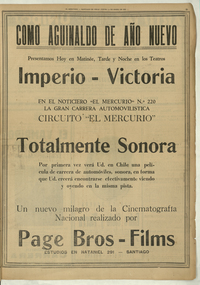 COMO AGUINALDO DE AÑO NUEVO
Presentamos Hoy en Matinée, Tarde y Noche en los Teatros
Imperio - Victoria
EN EL NOTICIERO "EL MERCURIO" N.o 220
LA GRAN CARRERA AUTOMOVILISTICA
CIRCUITO "EL MERCURIO"
Totalmente Sonora
Por primera vez verá Ud. en Chile una pelí-
cula de carrera de automóviles, sonora, en forma
que Ud. creerá encontrarse efectivamente viendo
y oyendo en la misma pista.
Un nuevo milagro de la Cinematografía
Nacional realizado por
Page Bros - Films
ESTUDIOS EN HATANEL 291 - SANTIAGO